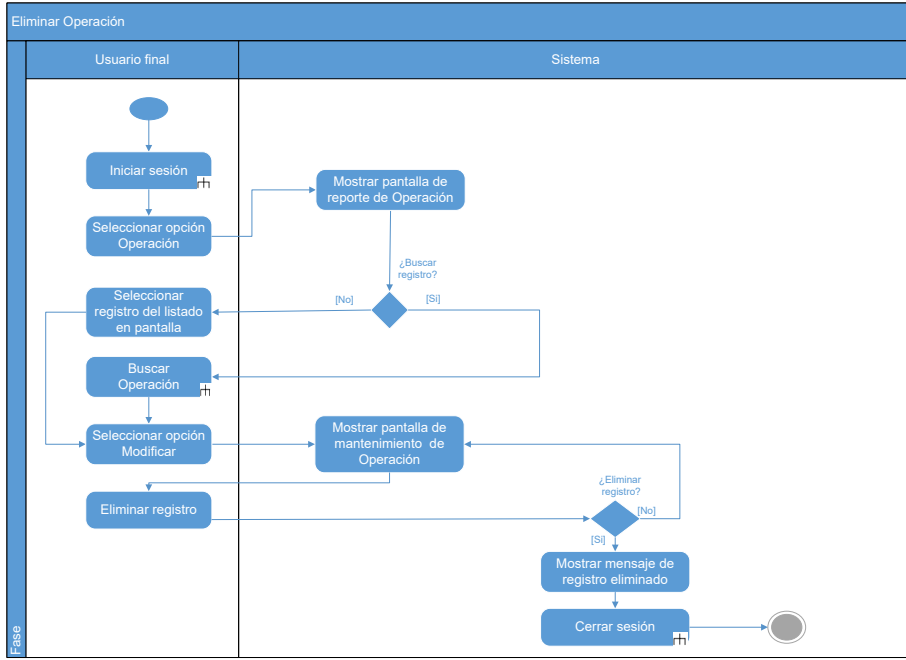 Eliminar Operación
Usuario final
Sistema
Iniciar sesión
Mostrar pantalla de
reporte de Operación
Seleccionar opción
Operación
¿Buscar
registro?
[No]
[Si]
Seleccionar
registro del listado
en pantalla
Buscar
Operación
Seleccionar opción
Modificar
Mostrar pantalla de
mantenimiento de
Operación
¿Eliminar
registro?
Eliminar registro
[No]
[Si]
Mostrar mensaje de
registro eliminado
Cerrar sesión
Fase